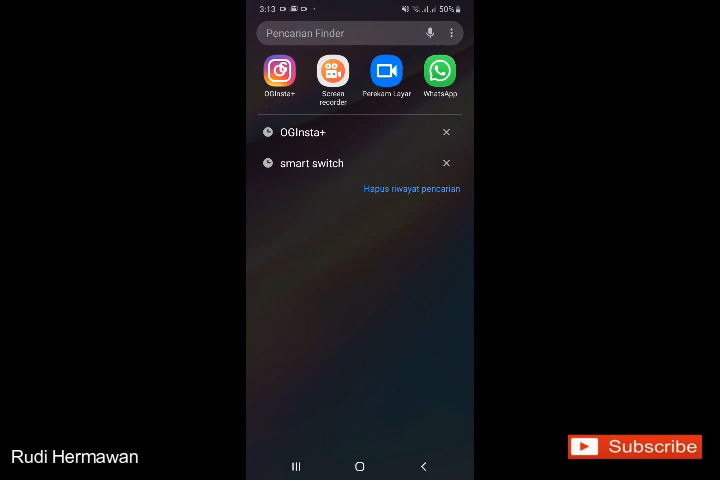 3:13
50%
Pencarian Finder
OGInsta+
Screen recorder
Perekam Layar
WhatsApp
OGInsta+
smart switch
Hapus riwayat pencarian
Rudi Hermawan
Subscribe